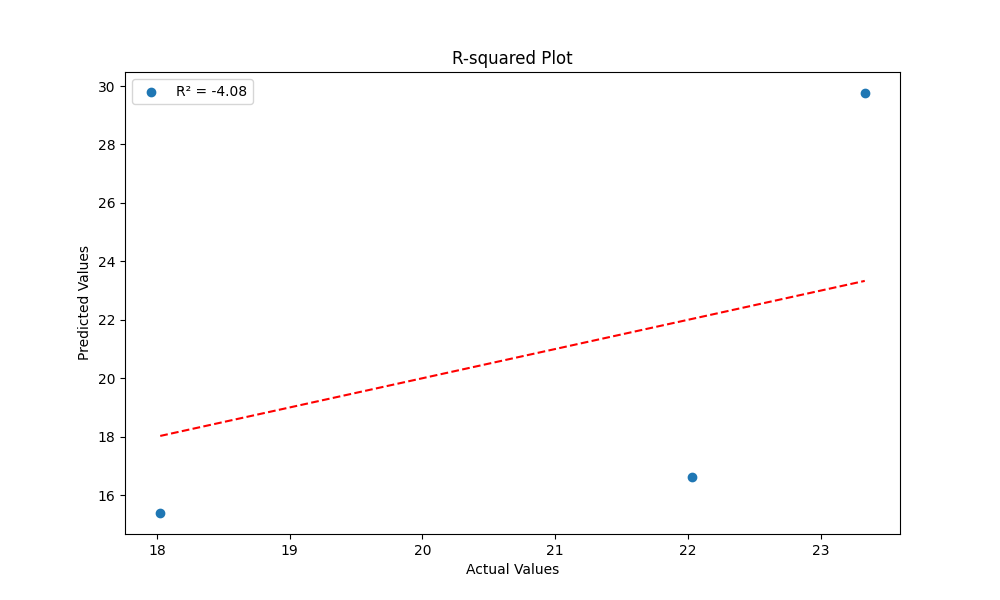 R-squared Plot
R² = -4.08
30
28
26
24
22
20
18
16
Predicted Values
18 19 20 21 22 23
Actual Values